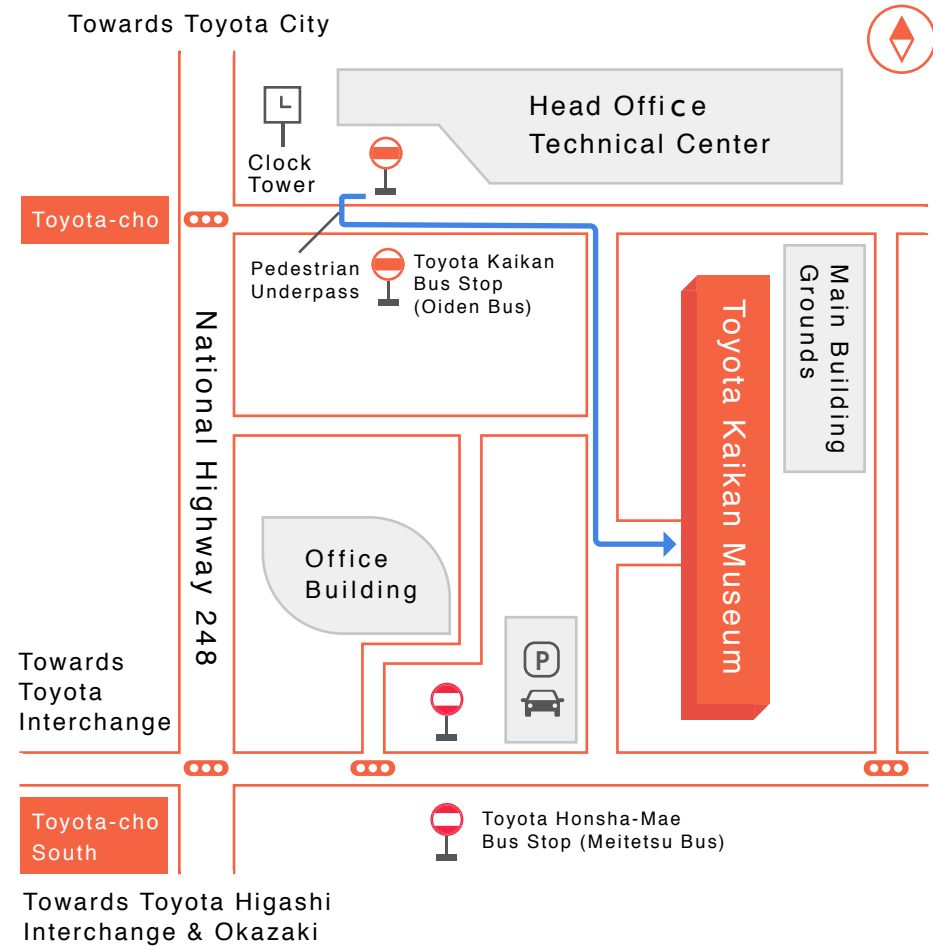 Towards Toyota City
Head Office
Technical Center
Clock
Tower
Toyota-cho
Pedestrian
Underpass
Toyota Kaikan
Bus Stop
(Oiden Bus)
Main Building
Grounds
Toyota Kaikan Museum
National Highway 248
Office
Building
P
Towards
Toyota
Interchange
Toyota-cho
South
Toyota Honsha-Mae
Bus Stop (Meitetsu Bus)
Towards Toyota Higashi
Interchange & Okazaki